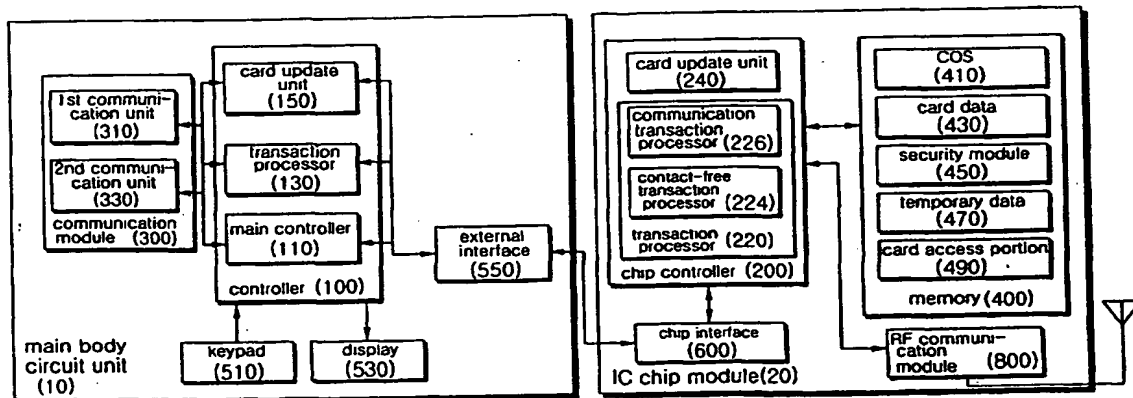 card update
unit
(150)
1st communi-
cation unit
(310)
2nd commu-
nication unit
(330)
communication
module (300)
transaction
processor
(130)
main controller
(110)
controller (100)
keypad
(510)
display
(530)
main body
circuit unit
(10)
external
interface
(550)
card update
unit
(240)
communication
transaction
processor (226)
contact-free
transaction
processor
(224)
transaction
processor (220)
chip controller (200)
chip interface
(600)
IC chip module(20)
COS
(410)
card data
(430)
security module
(450)
temporary data
(470)
card access portion
(490)
memory (400)
RF communi-
cation
module (800)